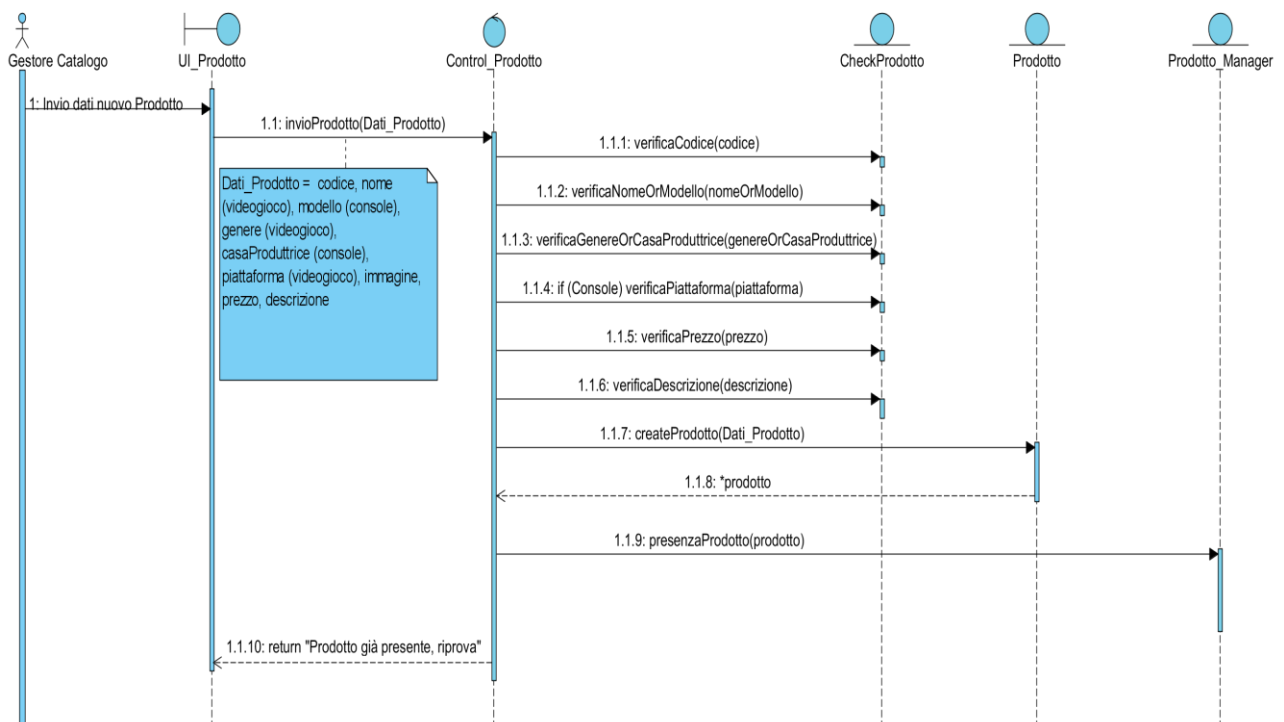 Gestore Catalogo
UI_Prodotto
Control_Prodotto
CheckProdotto
Prodotto
Prodotto_Manager
1: Invio dati nuovo Prodotto
1.1: invioProdotto(Dati_Prodotto)
1.1.1: verificaCodice(codice)
Dati_Prodotto = codice, nome
(videogioco), modello (console),
genere (videogioco),
casaProduttrice (console),
piattaforma (videogioco), immagine,
prezzo, descrizione
1.1.2: verificaNomeOrModello(nomeOrModello)
1.1.3: verificaGenereOrCasaProduttrice(genereOrCasaProduttrice)
1.1.4: if (Console) verificaPiattaforma(piattaforma)
1.1.5: verificaPrezzo(prezzo)
1.1.6: verificaDescrizione(descrizione)
1.1.7: createProdotto(Dati_Prodotto)
1.1.8: *prodotto
1.1.9: presenzaProdotto(prodotto)
1.1.10: return "Prodotto già presente, riprova"